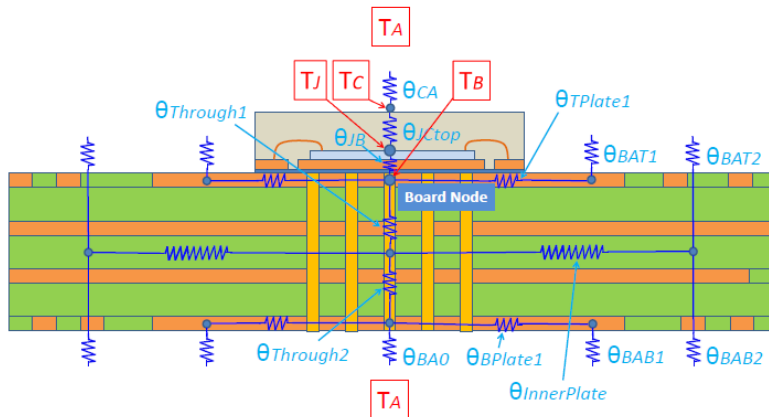 TA
TJ
TC
TB
θCA
θThrough1
θTPlate1
θJB
θJCtop
θBAT1
θBAT2
Board Node
θThrough2
θBA0
θBPlate1
θBAB1
θBAB2
θInnerPlate
TA